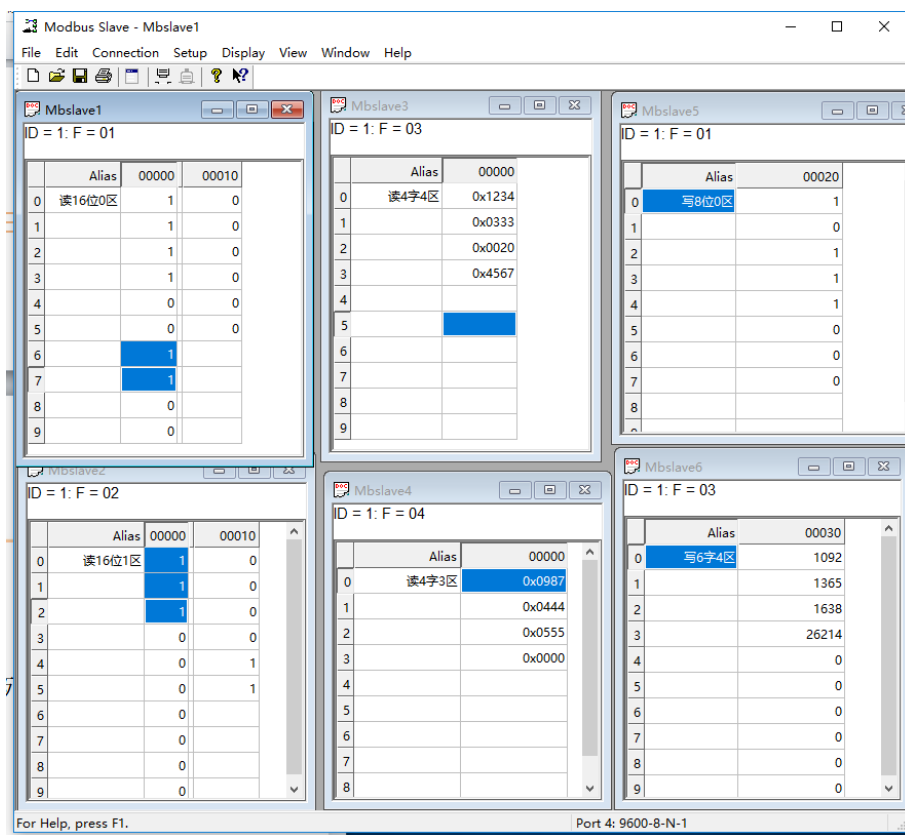 Modbus Slave - Mbslave1
File Edit Connection Setup Display View Window Help
Mbslave1
ID = 1: F = 01
Alias 00000 00010
0 读16位0区 1 0
1 1 0
2 1 0
3 1 0
4 0 0
5 0 0
6 1
7 1
8 0
9 0
Mbslave3
ID = 1: F = 03
Alias 00000
0 读4字4区 0x1234
1 0x0333
2 0x0020
3 0x4567
4
5
6
7
8
9
Mbslave5
ID = 1: F = 01
Alias 00020
0 写8位0区 1
1 0
2 1
3 1
4 1
5 0
6 0
7 0
8
Mbslave2
ID = 1: F = 02
Alias 00000 00010
0 读16位1区 1 0
1 1 0
2 1 0
3 0 0
4 0 1
5 0 1
6 0
7 0
8 0
9 0
Mbslave4
ID = 1: F = 04
Alias 00000
0 读4字3区 0x0987
1 0x0444
2 0x0555
3 0x0000
4
5
6
7
8
Mbslave6
ID = 1: F = 03
Alias 00030
0 写6字4区 1092
1 1365
2 1638
3 26214
4 0
5 0
6 0
7 0
8 0
9 0
For Help, press F1.
Port 4: 9600-8-N-1